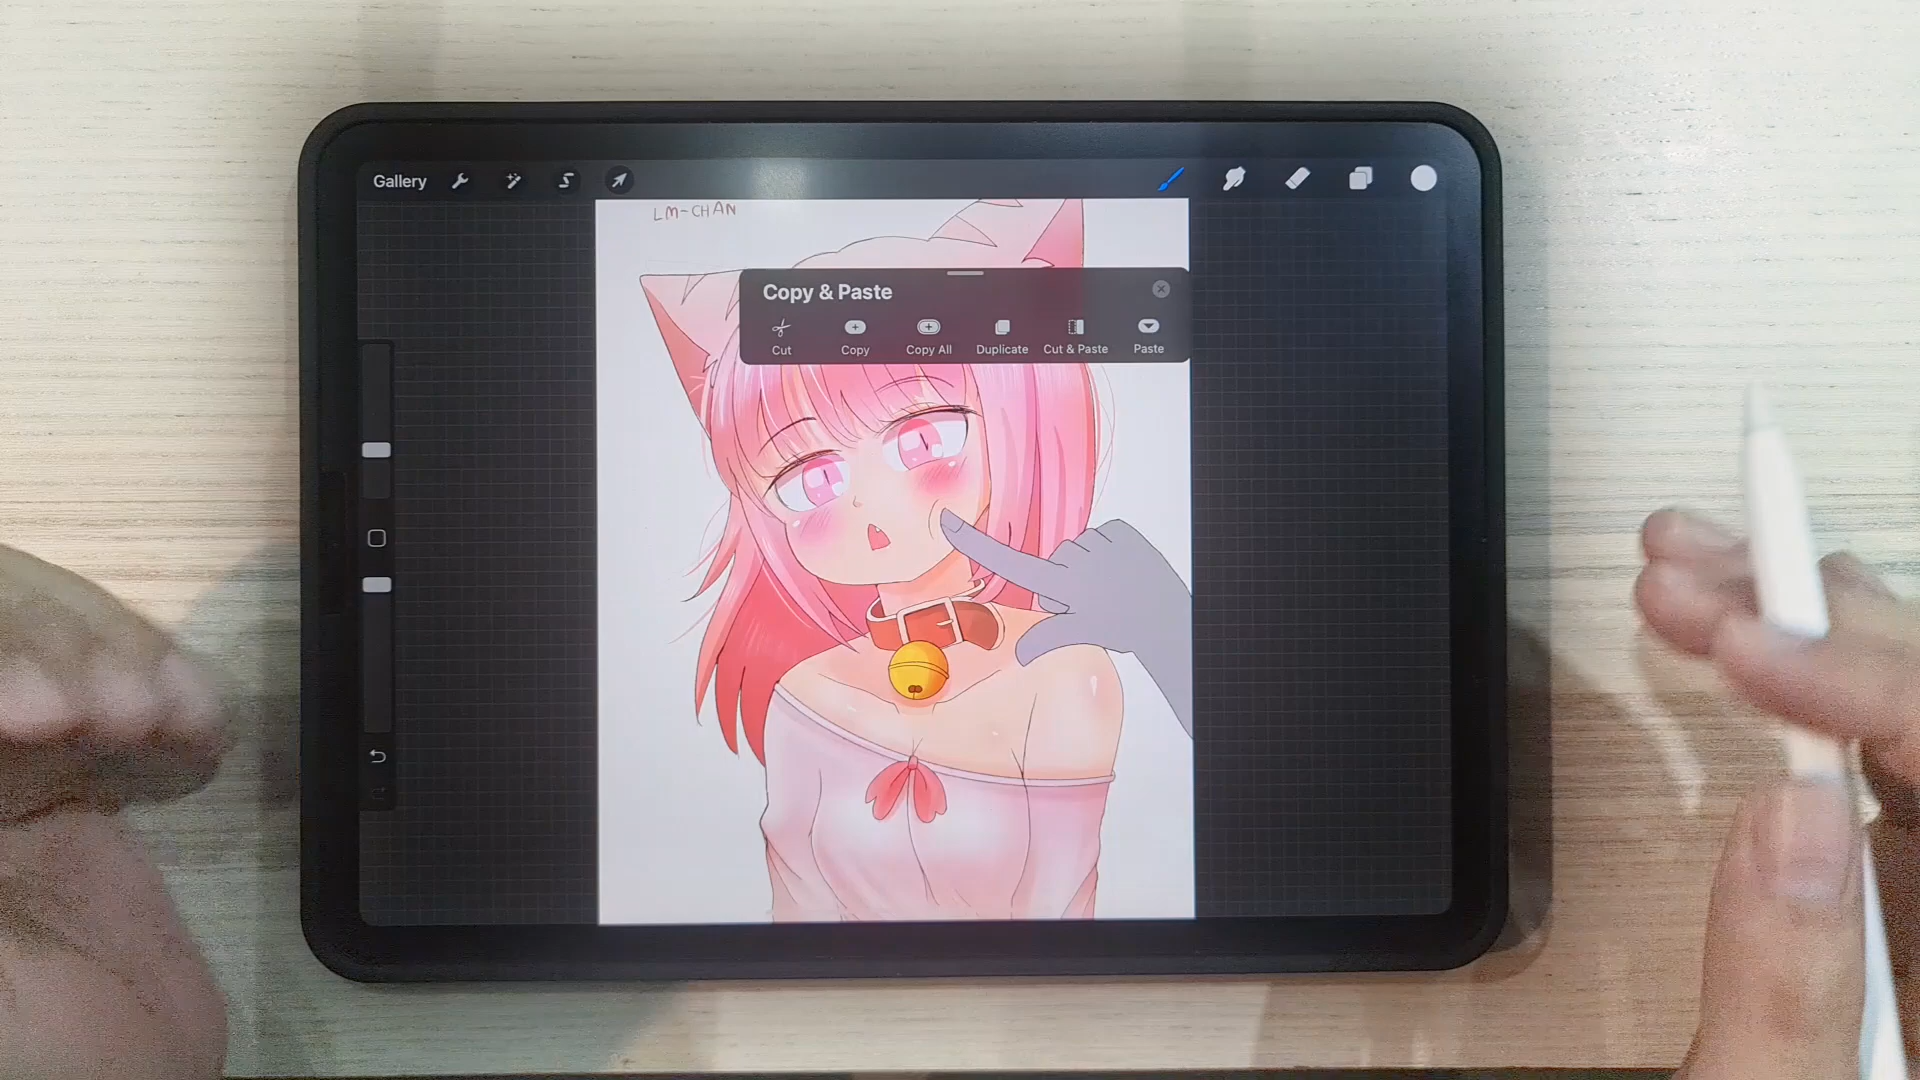 Gallery
LM-CHAN
Copy & Paste
Cut
Copy
Copy All
Duplicate
Cut & Paste
Paste